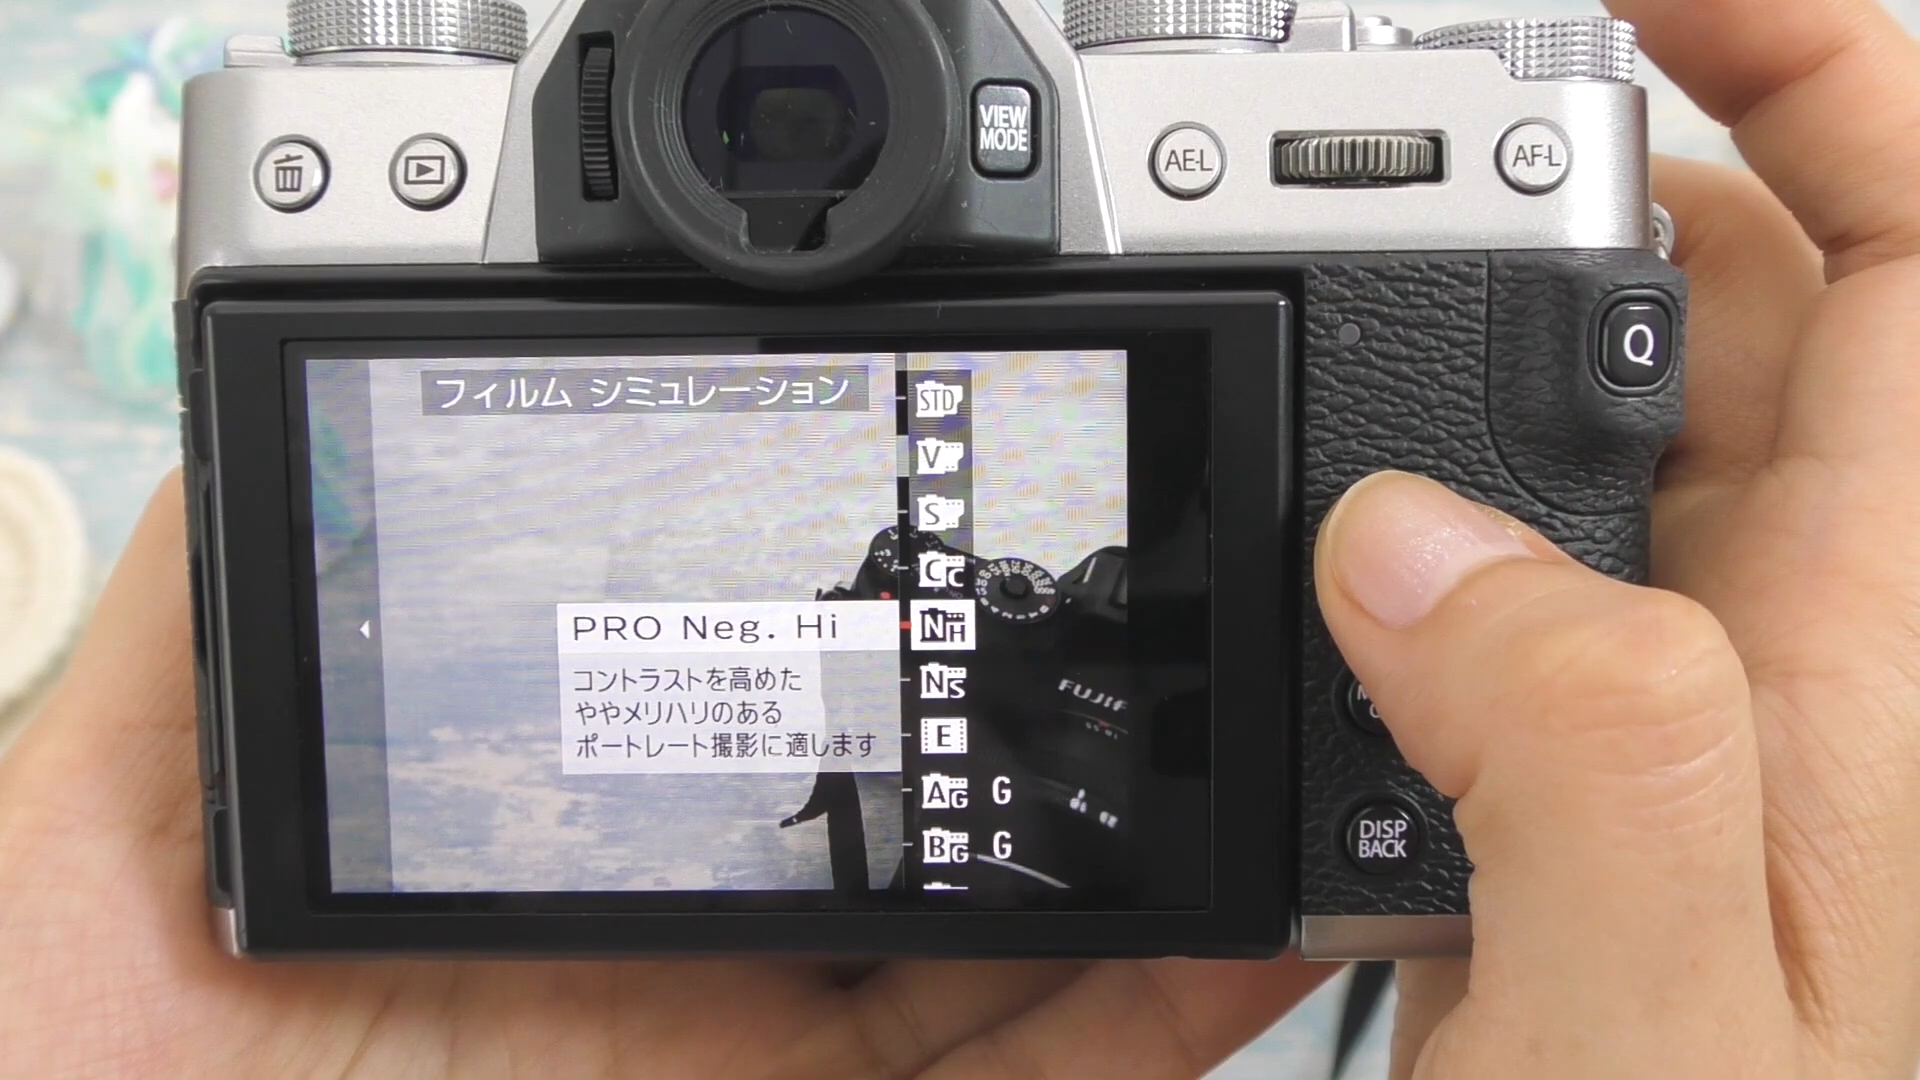 VIEW
MODE
AE-L
AF-L
Q
フィルム シミュレーション
STD
V
S
Cc
NH
PRO Neg. Hi
コントラストを高めた
ややメリハリのある
ポートレート撮影に適します
NS
E
AG G
BG G
FUJIF
DISP
BACK